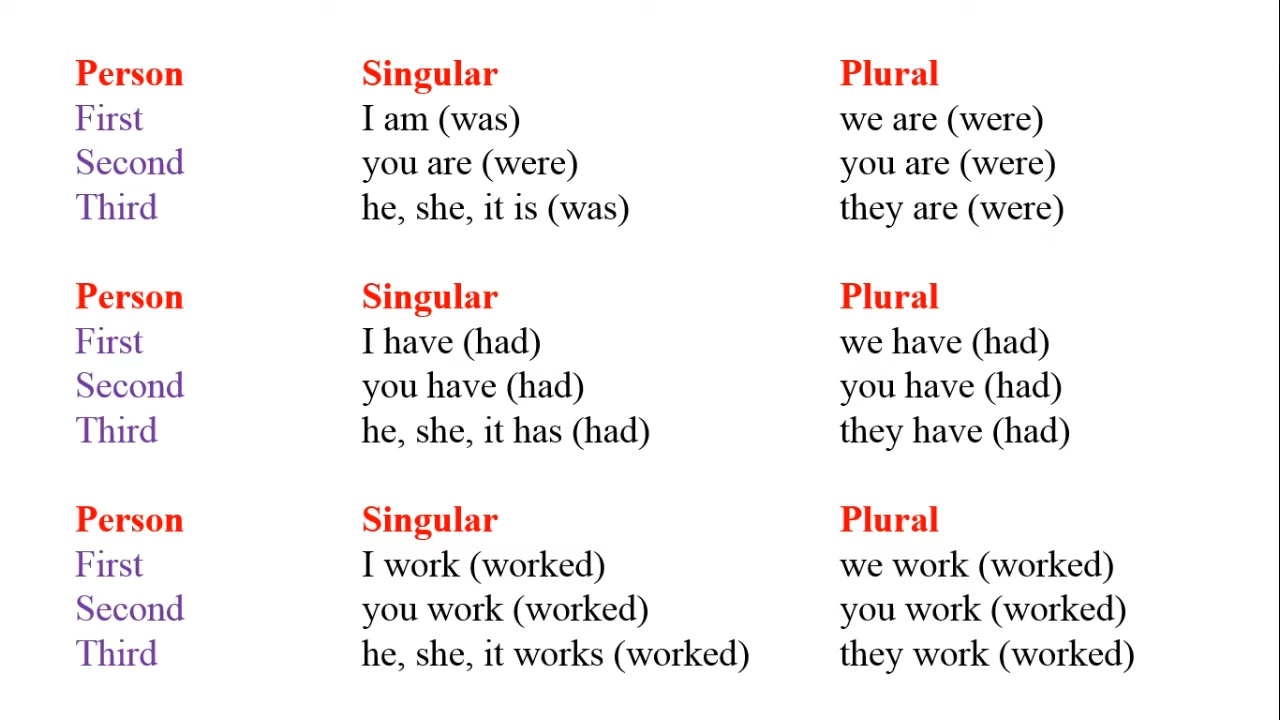 Person Singular Plural
First I am (was) we are (were)
Second you are (were) you are (were)
Third he, she, it is (was) they are (were)
Person Singular Plural
First I have (had) we have (had)
Second you have (had) you have (had)
Third he, she, it has (had) they have (had)
Person Singular Plural
First I work (worked) we work (worked)
Second you work (worked) you work (worked)
Third he, she, it works (worked) they work (worked)